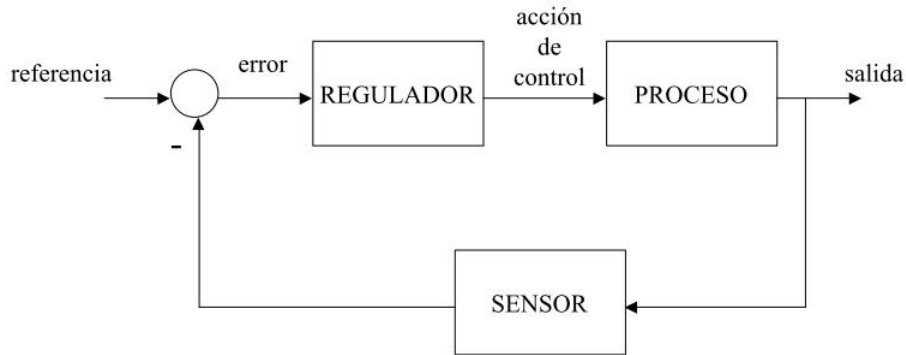 referencia
error
REGULADOR
acción
de
control
PROCESO
salida
-
SENSOR